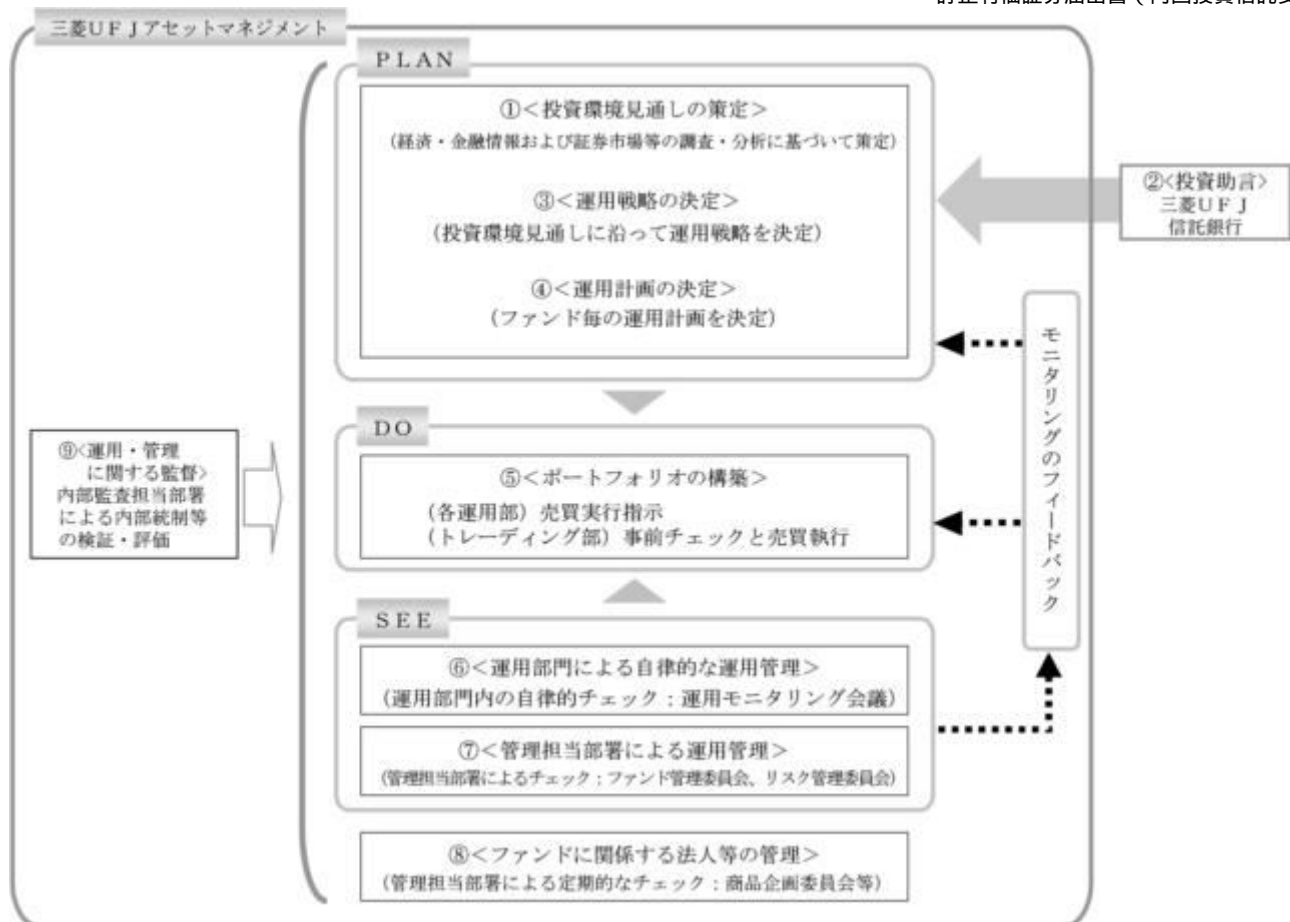 三菱UFJアセットマネジメント
PLAN
①<投資環境見通しの策定>
(経済・金融情報および証券市場等の調査・分析に基づいて策定)
③<運用戦略の決定>
(投資環境見通しに沿って運用戦略を決定)
④<運用計画の決定>
(ファンド毎の運用計画を決定)
②<投資助言>
三菱UFJ
信託銀行
モニタリングのフィードバック
DO
⑤<ポートフォリオの構築>
(各運用部)売買実行指示
(トレーディング部)事前チェックと売買執行
⑨<運用・管理
に関する監督>
内部監査担当部署
による内部統制等
の検証・評価
SEE
⑥<運用部門による自律的な運用管理>
(運用部門内の自律的チェック:運用モニタリング会議)
⑦<管理担当部署による運用管理>
(管理担当部署によるチェック:ファンド管理委員会、リスク管理委員会)
⑧<ファンドに関係する法人等の管理>
(管理担当部署による定期的なチェック:商品企画委員会等)